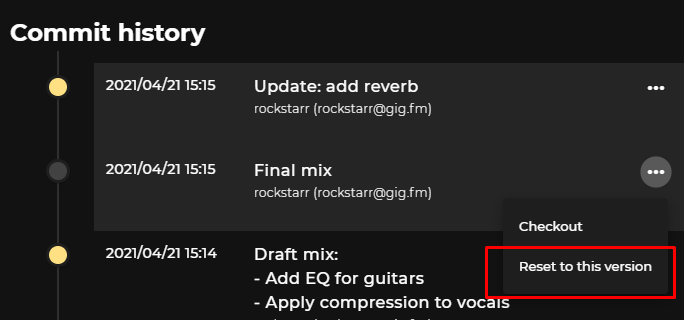 Commit history
2021/04/21 15:15 Update: add reverb
rockstarr (rockstarr@gig.fm)
2021/04/21 15:15 Final mix
rockstarr (rockstarr@gig.fm)
Checkout
Reset to this version
2021/04/21 15:14 Draft mix:
- Add EQ for guitars
- Apply compression to vocals